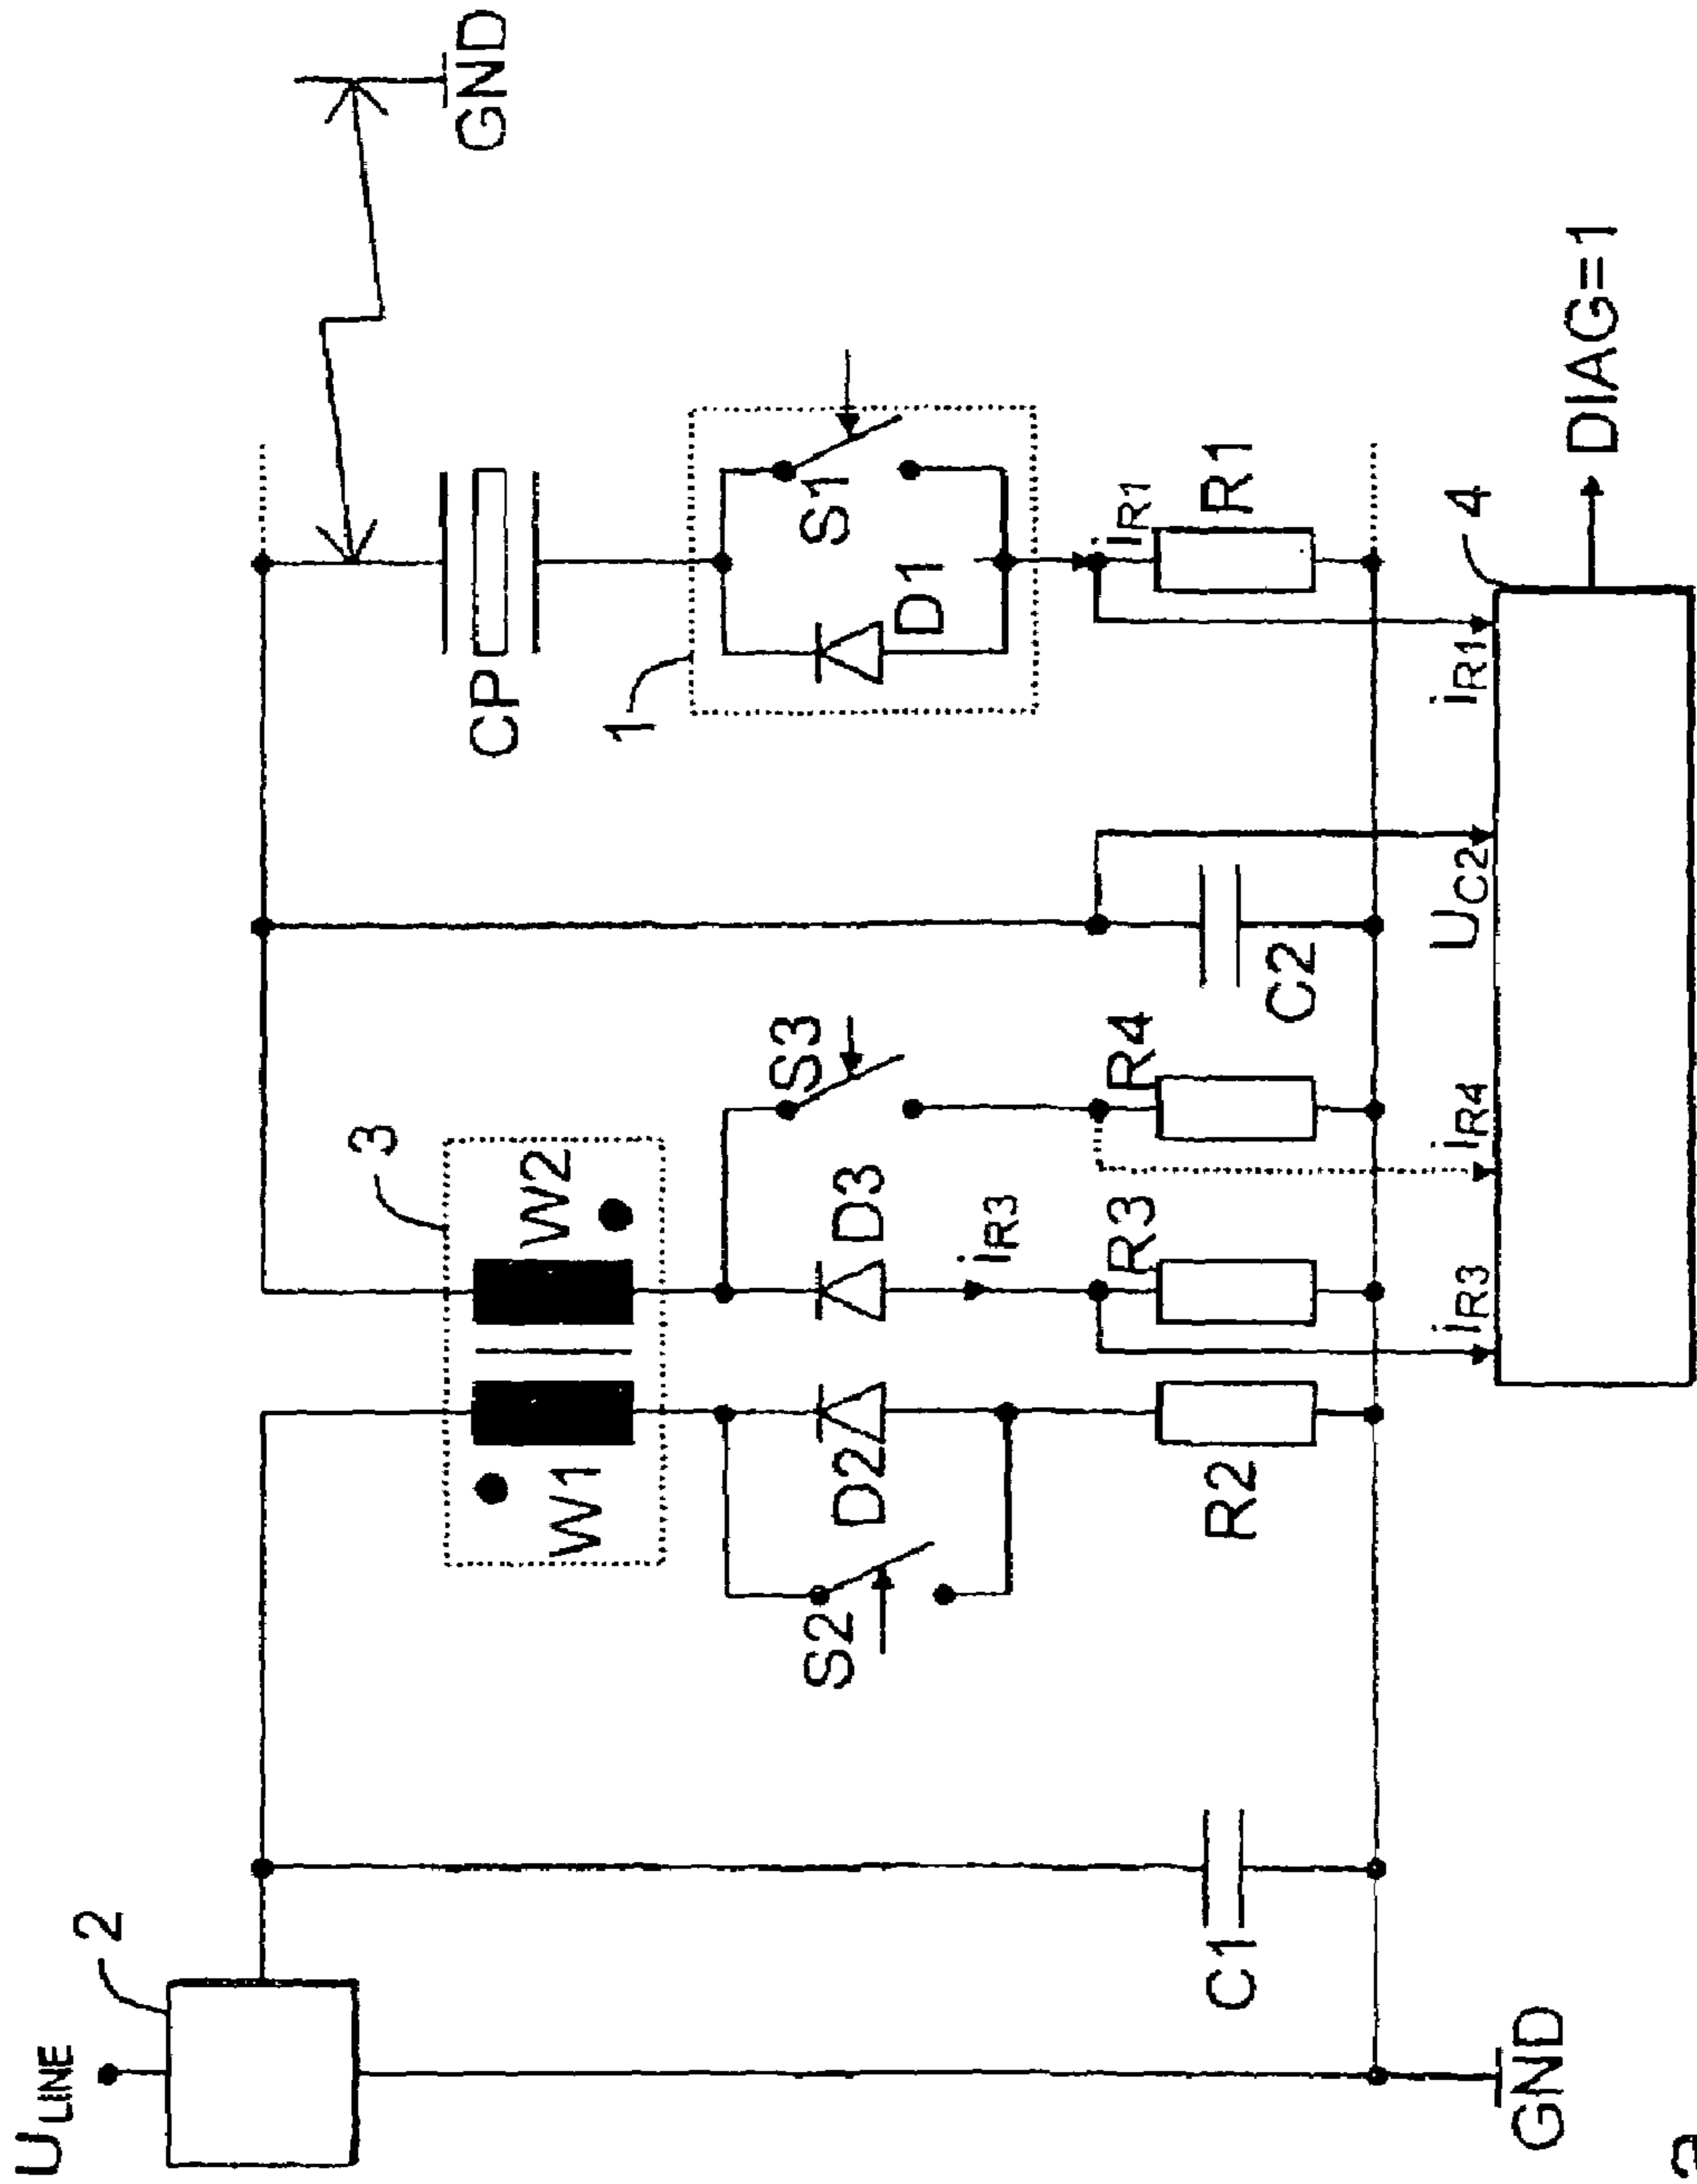 U LINE
2
GND
3
W1
W2
CP
1
S2
D2
D3
S3
D1
S1
iR3
iR1
C1
R2
R3
R4
C2
R1
iR3
iR4
UC2
iR1
4
DIAG=1
GND